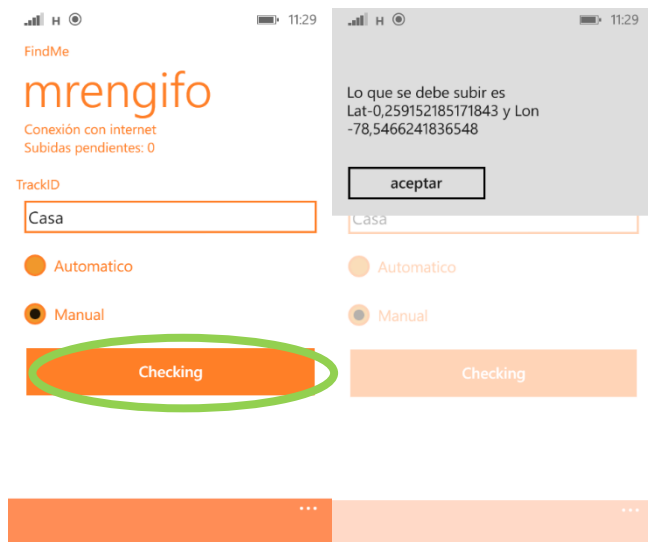 H 11:29
FindMe
mrengifo
Conexión con internet
Subidas pendientes: 0
TrackID
Casa
Automatico
Manual
Checking
...
H 11:29
Lo que se debe subir es
Lat-0,259152185171843 y Lon
-78,5466241836548
aceptar
Casa
Automatico
Manual
Checking
...